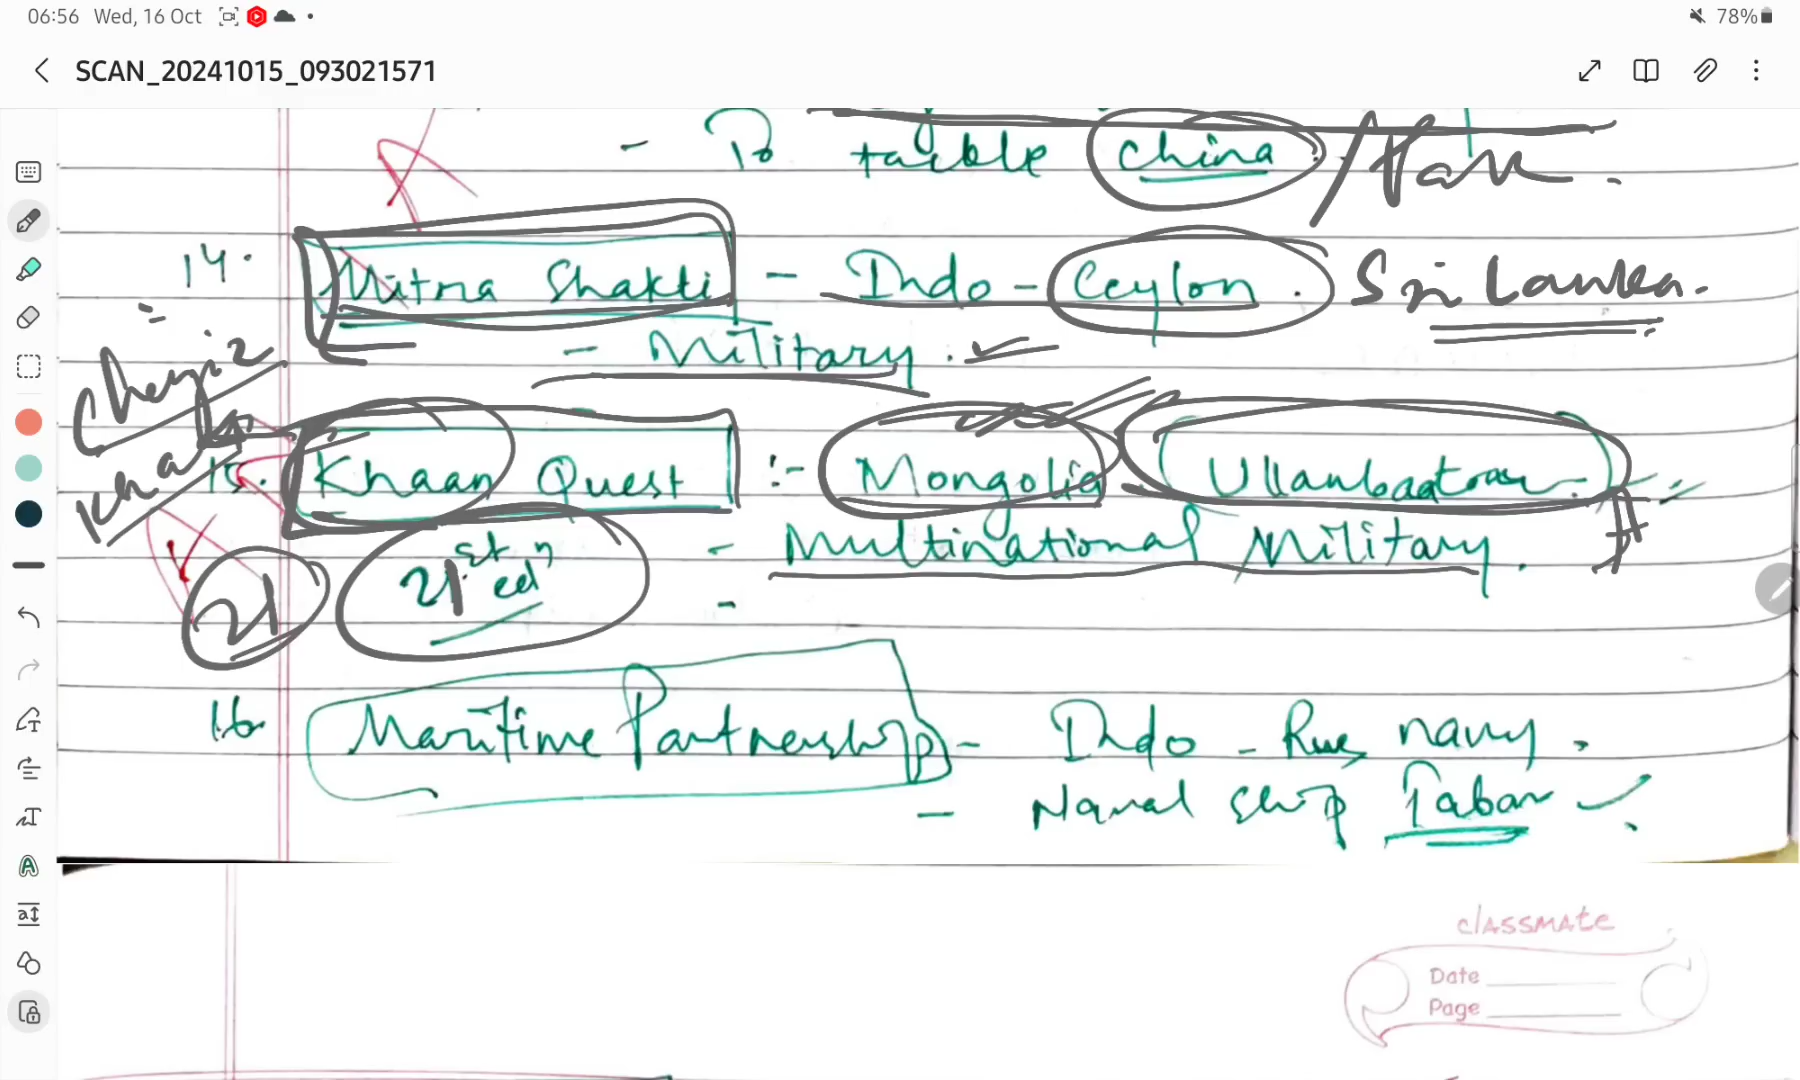 06:56 Wed, 16 Oct 78%
SCAN_20241015_093021571
- To tackle China / Pak.
14. Mitra Shakti - Indo - Ceylon. Sri Lanka.
- Military.
Chengiz
Khan
15. Khaan Quest :- Mongolia Ullanbaatar.
21 21st edn - Multinational Military.
-
16. Maritime Partnership - Indo - Rus navy.
- Naval ship Tabar
classmate
Date
Page